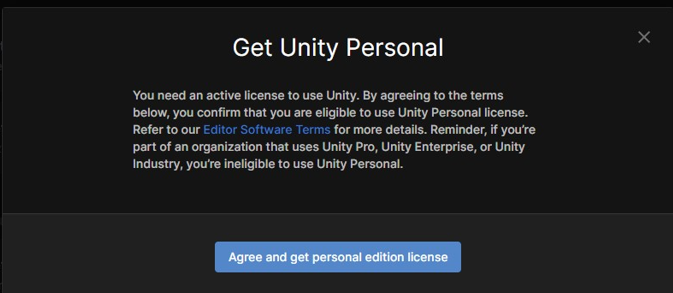 Get Unity Personal
You need an active license to use Unity. By agreeing to the terms
below, you confirm that you are eligible to use Unity Personal license.
Refer to our Editor Software Terms for more details. Reminder, if you're
part of an organization that uses Unity Pro, Unity Enterprise, or Unity
Industry, you're ineligible to use Unity Personal.
Agree and get personal edition license